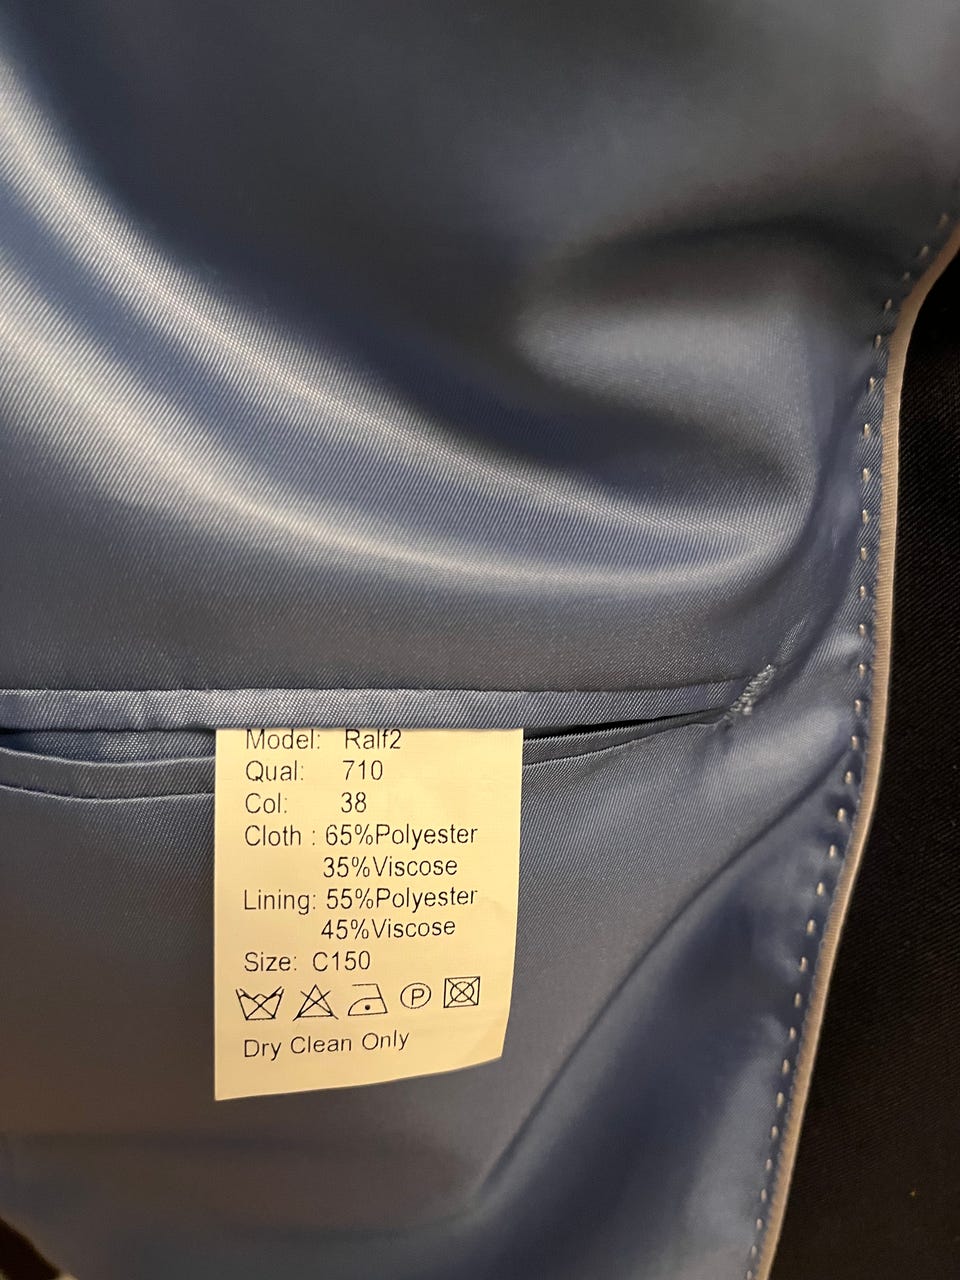 Model: Ralf2
Qual: 710
Col: 38
Cloth : 65%Polyester
35%Viscose
Lining: 55%Polyester
45%Viscose
Size: C150
P
Dry Clean Only